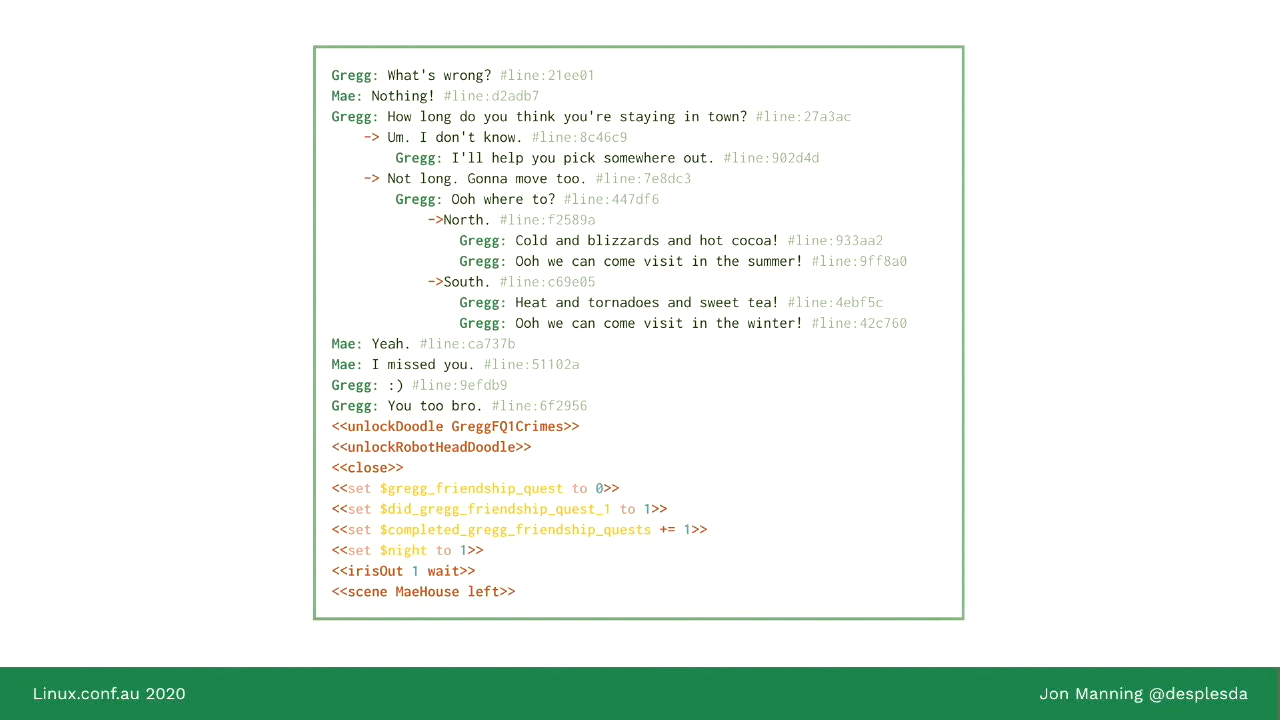 Gregg: What's wrong? #line:21ee01
Mae: Nothing! #line:d2adb7
Gregg: How long do you think you're staying in town? #line:27a3ac
-> Um. I don't know. #line:8c46c9
Gregg: I'll help you pick somewhere out. #line:902d4d
-> Not long. Gonna move too. #line:7e8dc3
Gregg: Ooh where to? #line:447df6
->North. #line:f2589a
Gregg: Cold and blizzards and hot cocoa! #line:933aa2
Gregg: Ooh we can come visit in the summer! #line:9ff8a0
->South. #line:c69e05
Gregg: Heat and tornadoes and sweet tea! #line:4ebf5c
Gregg: Ooh we can come visit in the winter! #line:42c760
Mae: Yeah. #line:ca737b
Mae: I missed you. #line:51102a
Gregg: :) #line:9efdb9
Gregg: You too bro. #line:6f2956
<<unlockDoodle GreggFQ1Crimes>>
<<unlockRobotHeadDoodle>>
<<close>>
<<set $gregg_friendship_quest to 0>>
<<set $did_gregg_friendship_quest_1 to 1>>
<<set $completed_gregg_friendship_quests += 1>>
<<set $night to 1>>
<<irisOut 1 wait>>
<<scene MaeHouse left>>
Linux.conf.au 2020
Jon Manning @desplesda